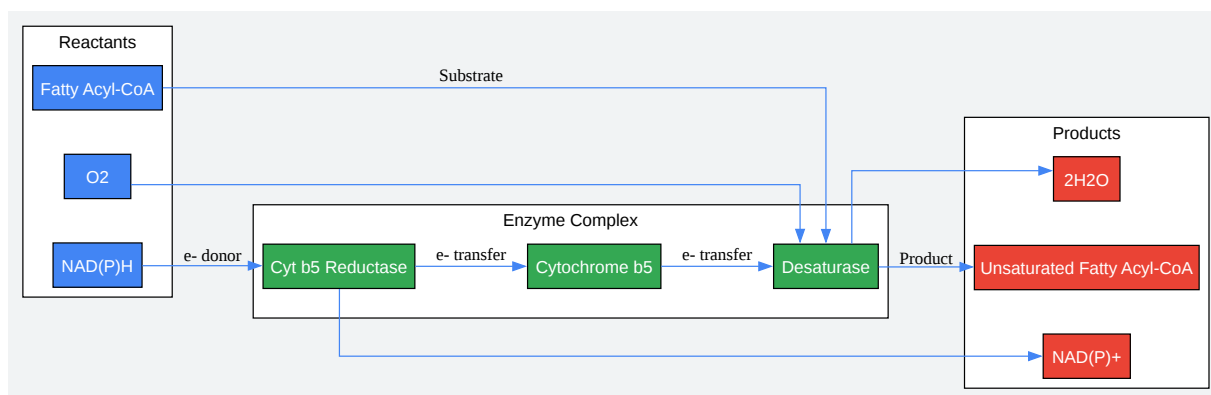 Reactants
Fatty Acyl-CoA
Substrate
Products
O2
2H2O
Enzyme Complex
NAD(P)H
e- donor
Cyt b5 Reductase
e- transfer
Cytochrome b5
e- transfer
Desaturase
Product
Unsaturated Fatty Acyl-CoA
NAD(P)+